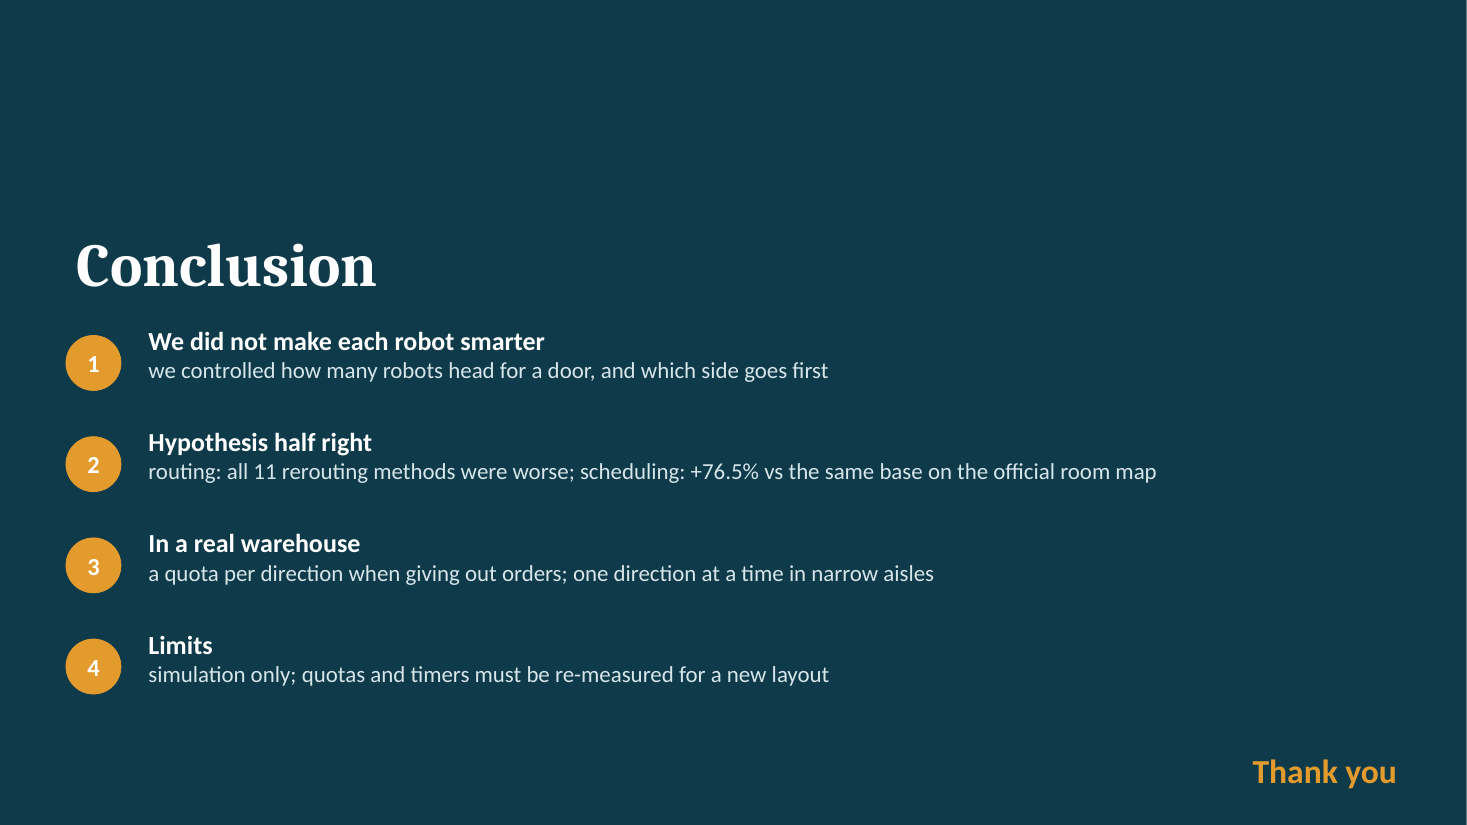 Conclusion
1
We did not make each robot smarter
we controlled how many robots head for a door, and which side goes first
2
Hypothesis half right
routing: all 11 rerouting methods were worse; scheduling: +76.5% vs the same base on the official room map
3
In a real warehouse
a quota per direction when giving out orders; one direction at a time in narrow aisles
4
Limits
simulation only; quotas and timers must be re-measured for a new layout
Thank you